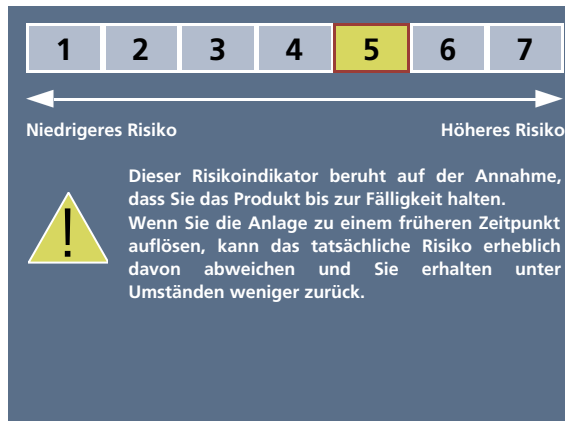 1 2 3 4 5 6 7
Niedrigeres Risiko Höheres Risiko
Dieser Risikoindikator beruht auf der Annahme,
dass Sie das Produkt bis zur Fälligkeit halten.
Wenn Sie die Anlage zu einem früheren Zeitpunkt
auflösen, kann das tatsächliche Risiko erheblich
davon abweichen und Sie erhalten unter
Umständen weniger zurück.
!